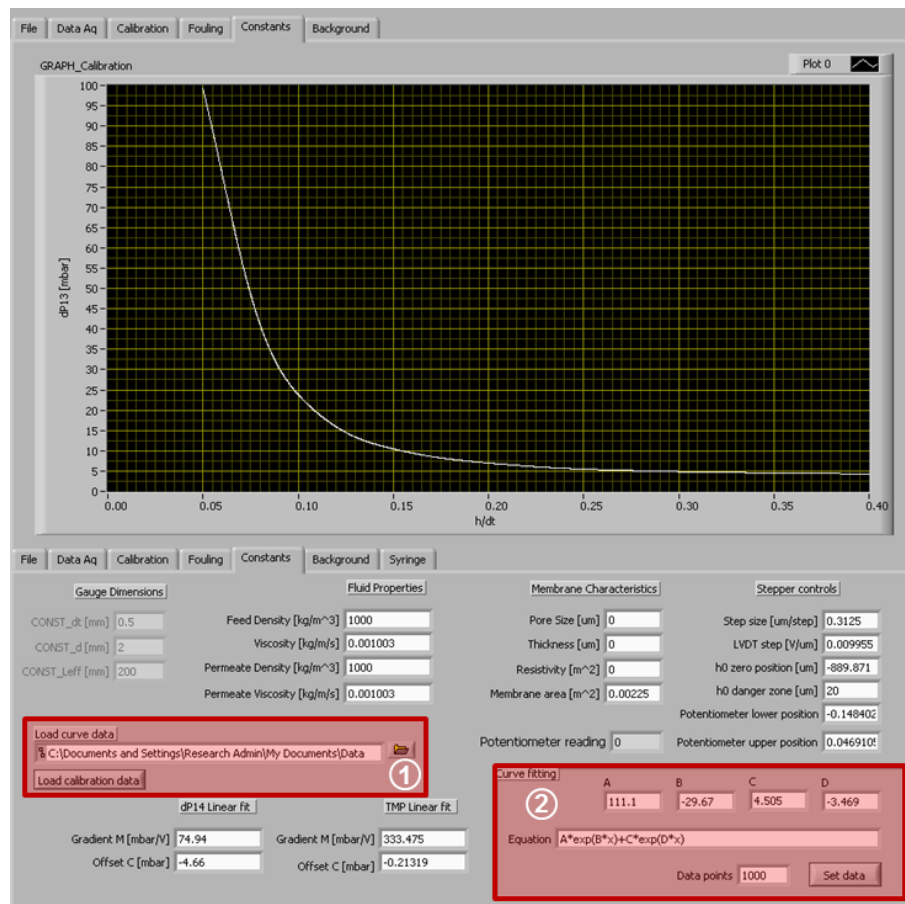 File Data Aq Calibration Fouling Constants Background
GRAPH_Calibration
Plot 0
100
95
90
85
80
75
70
65
60
55
50
45
40
35
30
25
20
15
10
5
0
dP13 [mbar]
0.00 0.05 0.10 0.15 0.20 0.25 0.30 0.35 0.40
h/dt
File Data Aq Calibration Fouling Constants Background Syringe
Gauge Dimensions
CONST_dt [mm] 0.5
CONST_d [mm] 2
CONST_Leff [mm] 200
Fluid Properties
Feed Density [kg/m^3] 1000
Viscosity [kg/m/s] 0.001003
Permeate Density [kg/m^3] 1000
Permeate Viscosity [kg/m/s] 0.001003
Membrane Characteristics
Pore Size [um] 0
Thickness [um] 0
Resistivity [m^-2] 0
Membrane area [m^2] 0.00225
Potentiometer reading 0
Stepper controls
Step size [um/step] 0.3125
LVDT step [V/um] 0.009955
h0 zero position [um] -889.871
h0 danger zone [um] 20
Potentiometer lower position -0.148402
Potentiometer upper position 0.046910
Load curve data
C:\Documents and Settings\Research Admin\My Documents\Data
Load calibration data
1
dP14 Linear fit
Gradient M [mbar/V] 74.94
Offset C [mbar] -4.66
TMP Linear fit
Gradient M [mbar/V] 333.475
Offset C [mbar] -0.21319
Curve fitting
2
A B C D
111.1 -29.67 4.505 -3.469
Equation A*exp(B*x)+C*exp(D*x)
Data points 1000 Set data